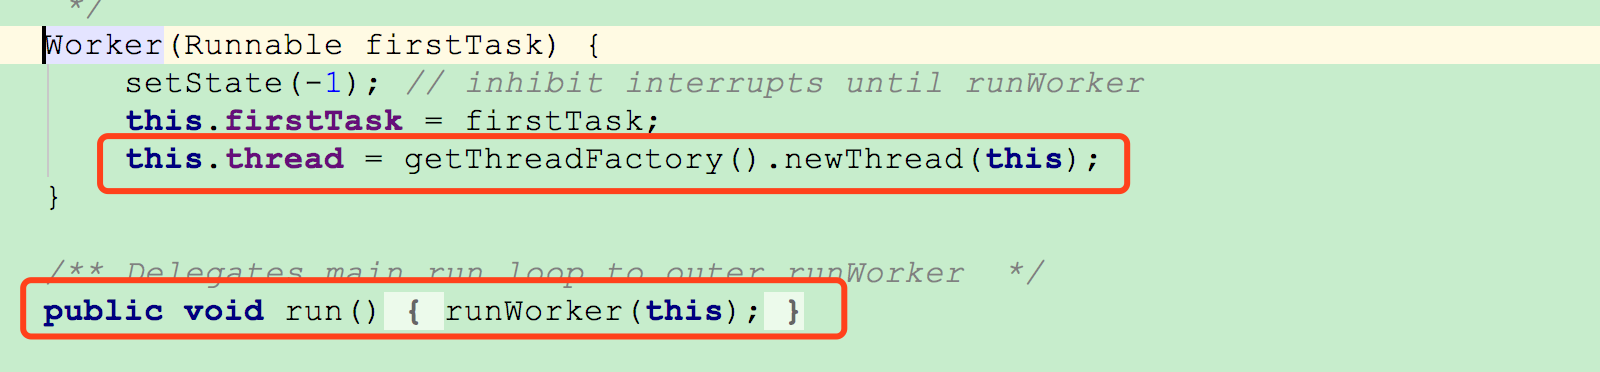 */
Worker(Runnable firstTask) {
setState(-1); // inhibit interrupts until runWorker
this.firstTask = firstTask;
this.thread = getThreadFactory().newThread(this);
}
/** Delegates main run loop to outer runWorker */
public void run() { runWorker(this); }